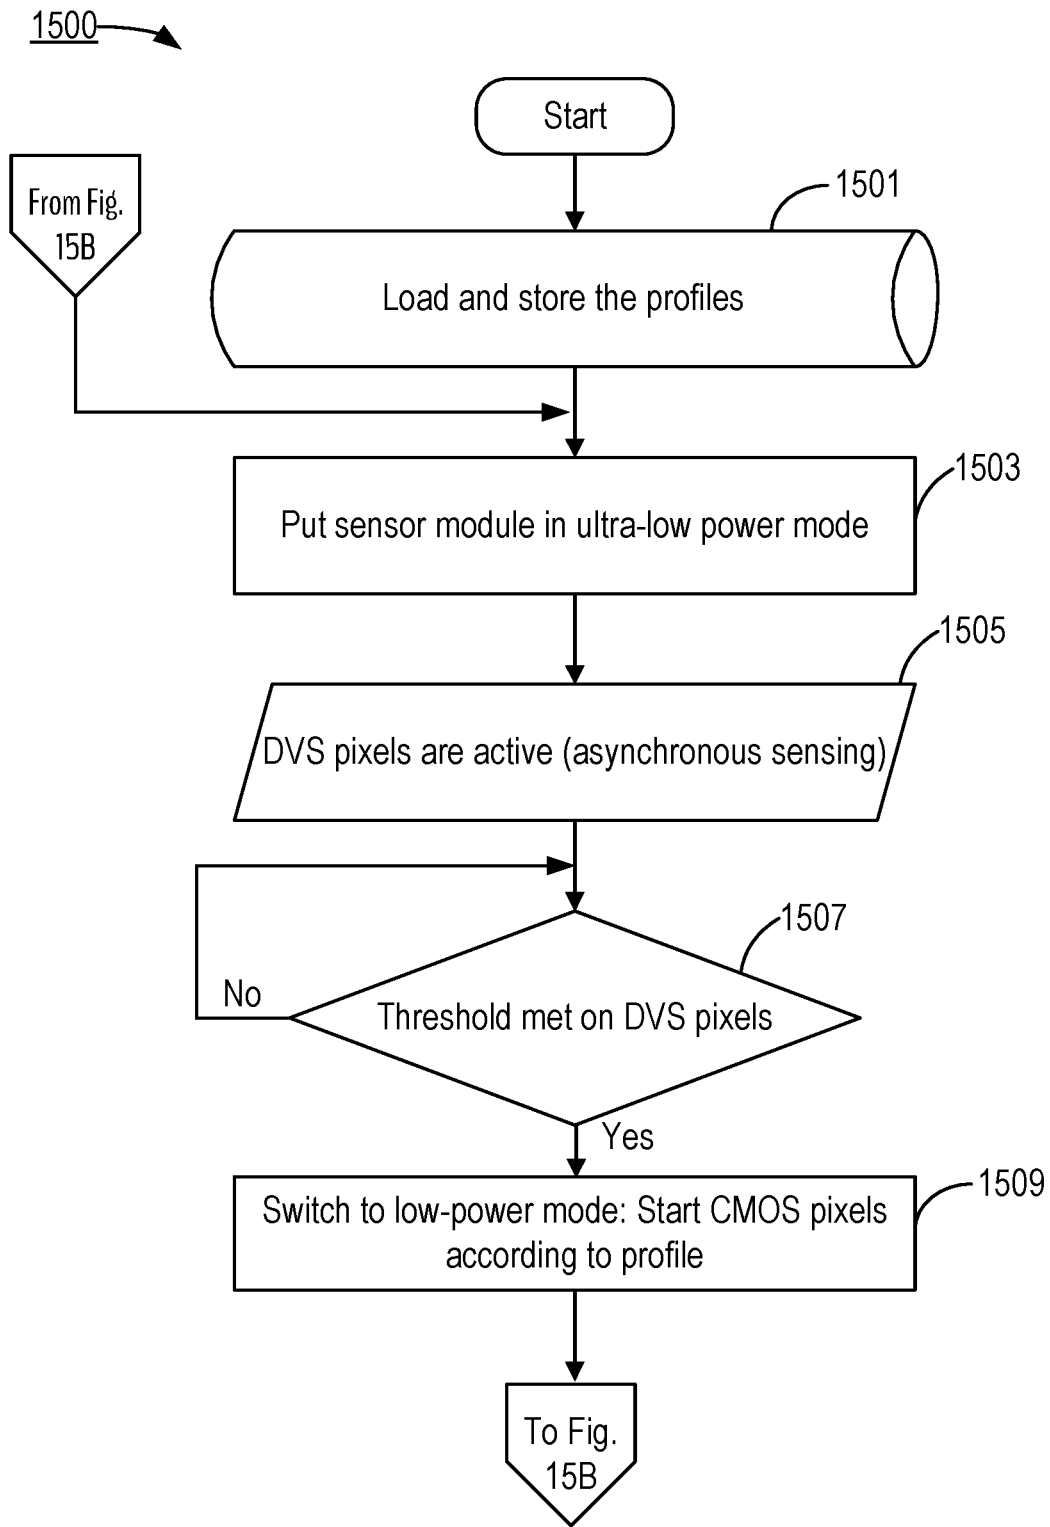 1500
Start
From Fig.
15B
1501
Load and store the profiles
1503
Put sensor module in ultra-low power mode
1505
DVS pixels are active (asynchronous sensing)
1507
No
Threshold met on DVS pixels
Yes
1509
Switch to low-power mode: Start CMOS pixels
according to profile
To Fig.
15B